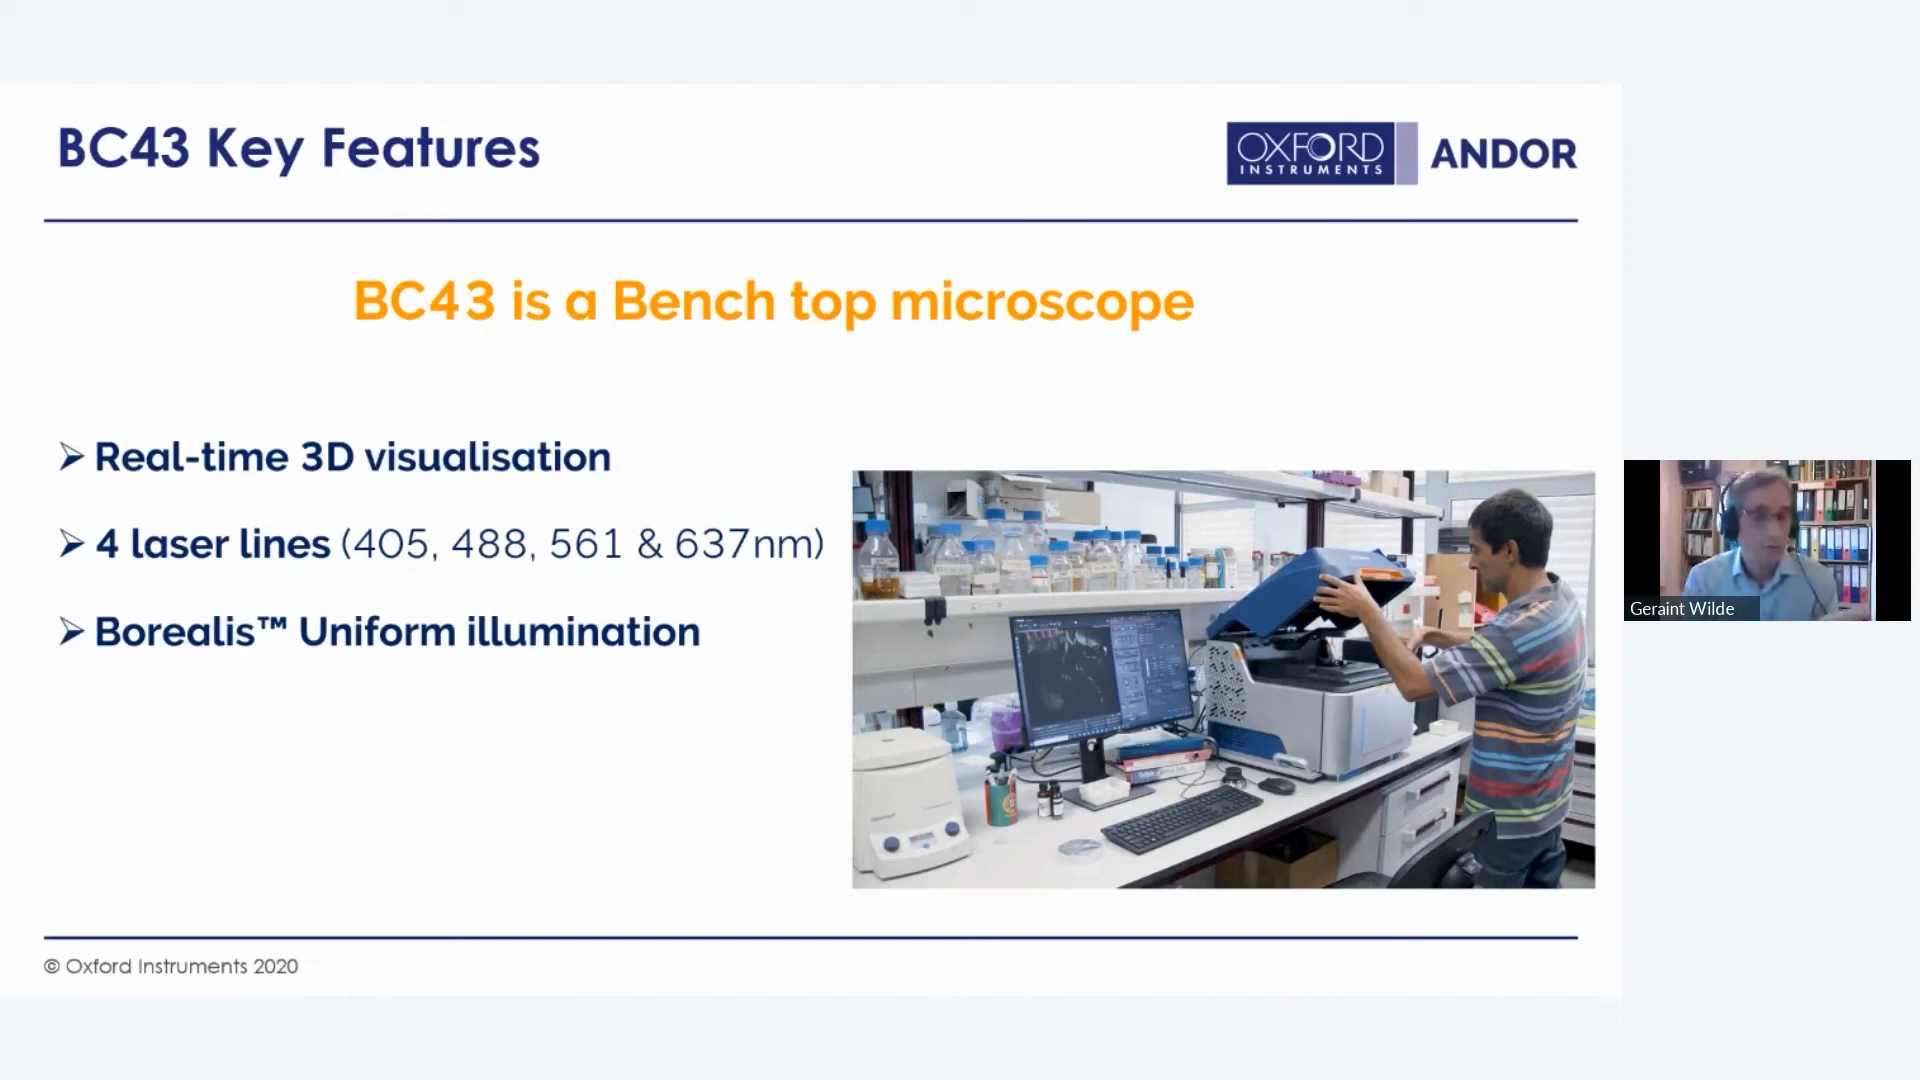 BC43 Key Features
OXFORD
INSTRUMENTS
ANDOR
BC43 is a Bench top microscope
➢ Real-time 3D visualisation
➢ 4 laser lines (405, 488, 561 & 637nm)
➢ Borealis™ Uniform illumination
Geraint Wilde
© Oxford Instruments 2020